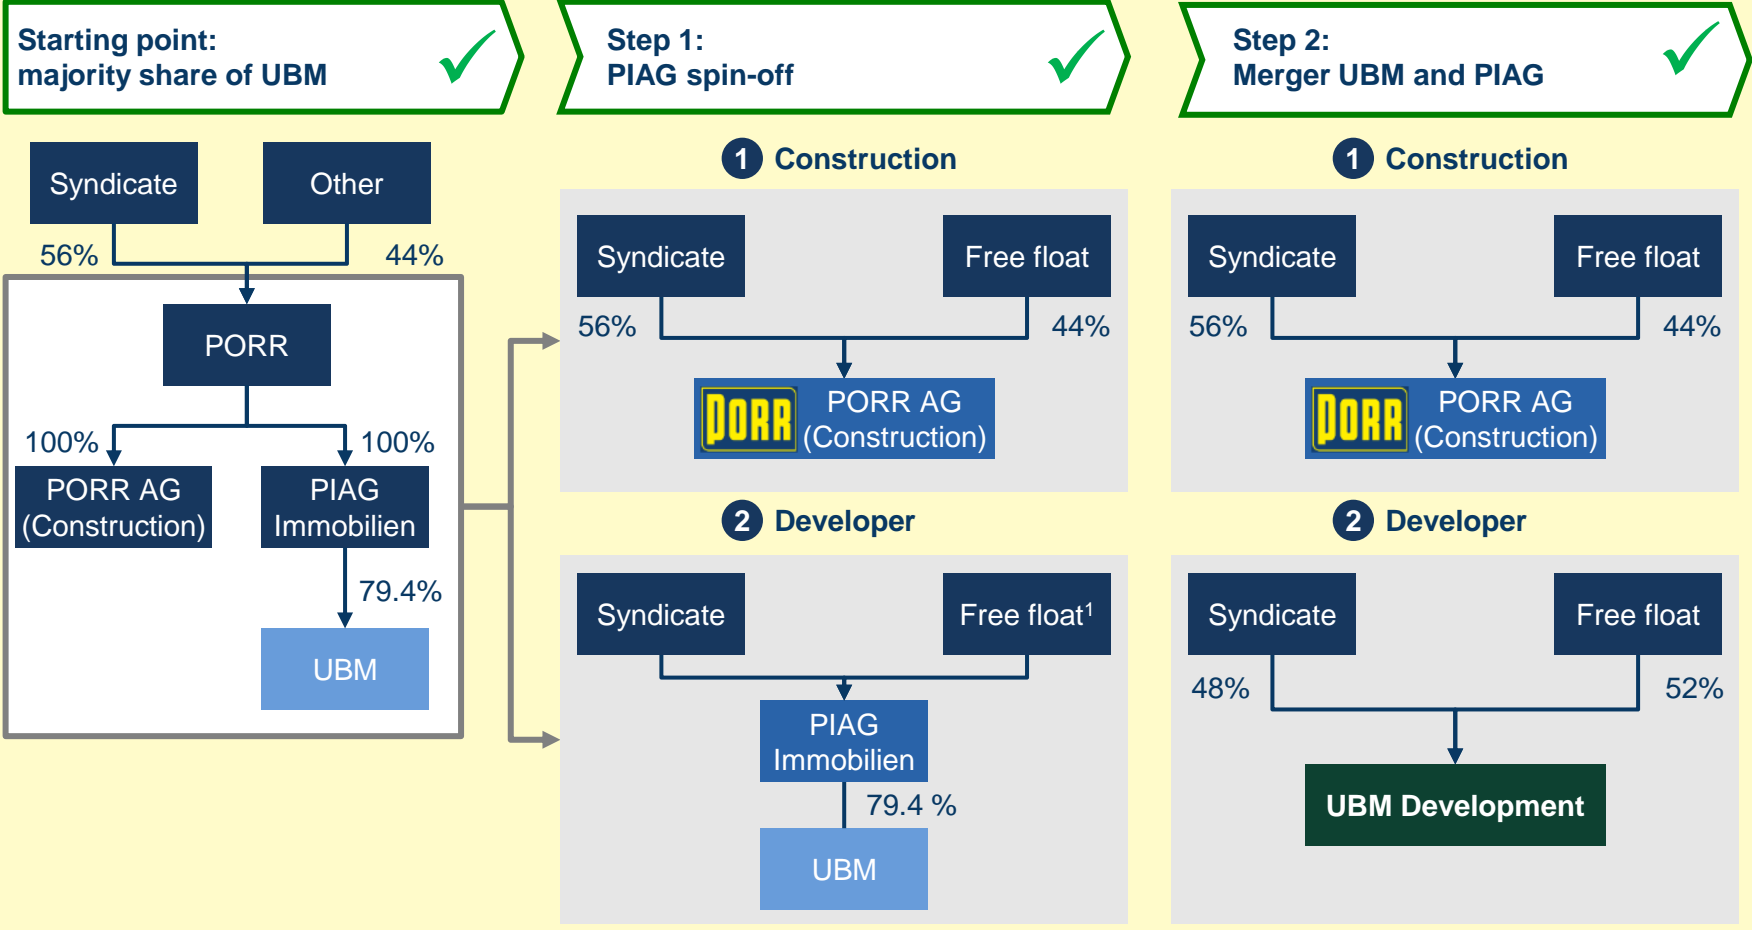 Starting point:
majority share of UBM
Syndicate
Other
56%
44%
PORR
100%
100%
PORR AG
(Construction)
PIAG
Immobilien
79.4%
UBM
Step 1:
PIAG spin-off
1 Construction
Syndicate
Free float
56%
44%
PORR
PORR AG
(Construction)
2 Developer
Syndicate
Free float¹
PIAG
Immobilien
79.4 %
UBM
Step 2:
Merger UBM and PIAG
1 Construction
Syndicate
Free float
56%
44%
PORR
PORR AG
(Construction)
2 Developer
Syndicate
Free float
48%
52%
UBM Development